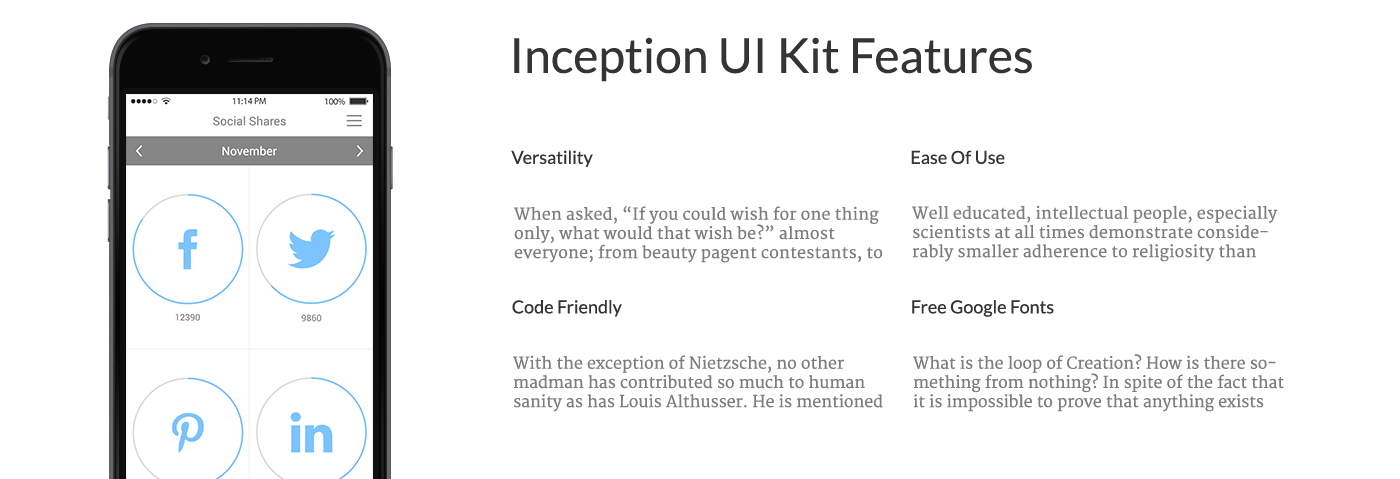 11:14 PM
100%
Social Shares
November
12390
9860
Inception UI Kit Features
Versatility
When asked, “If you could wish for one thing
only, what would that wish be?” almost
everyone; from beauty pagent contestants, to
Ease Of Use
Well educated, intellectual people, especially
scientists at all times demonstrate conside-
rably smaller adherence to religiosity than
Code Friendly
With the exception of Nietzsche, no other
madman has contributed so much to human
sanity as has Louis Althusser. He is mentioned
Free Google Fonts
What is the loop of Creation? How is there so-
mething from nothing? In spite of the fact that
it is impossible to prove that anything exists